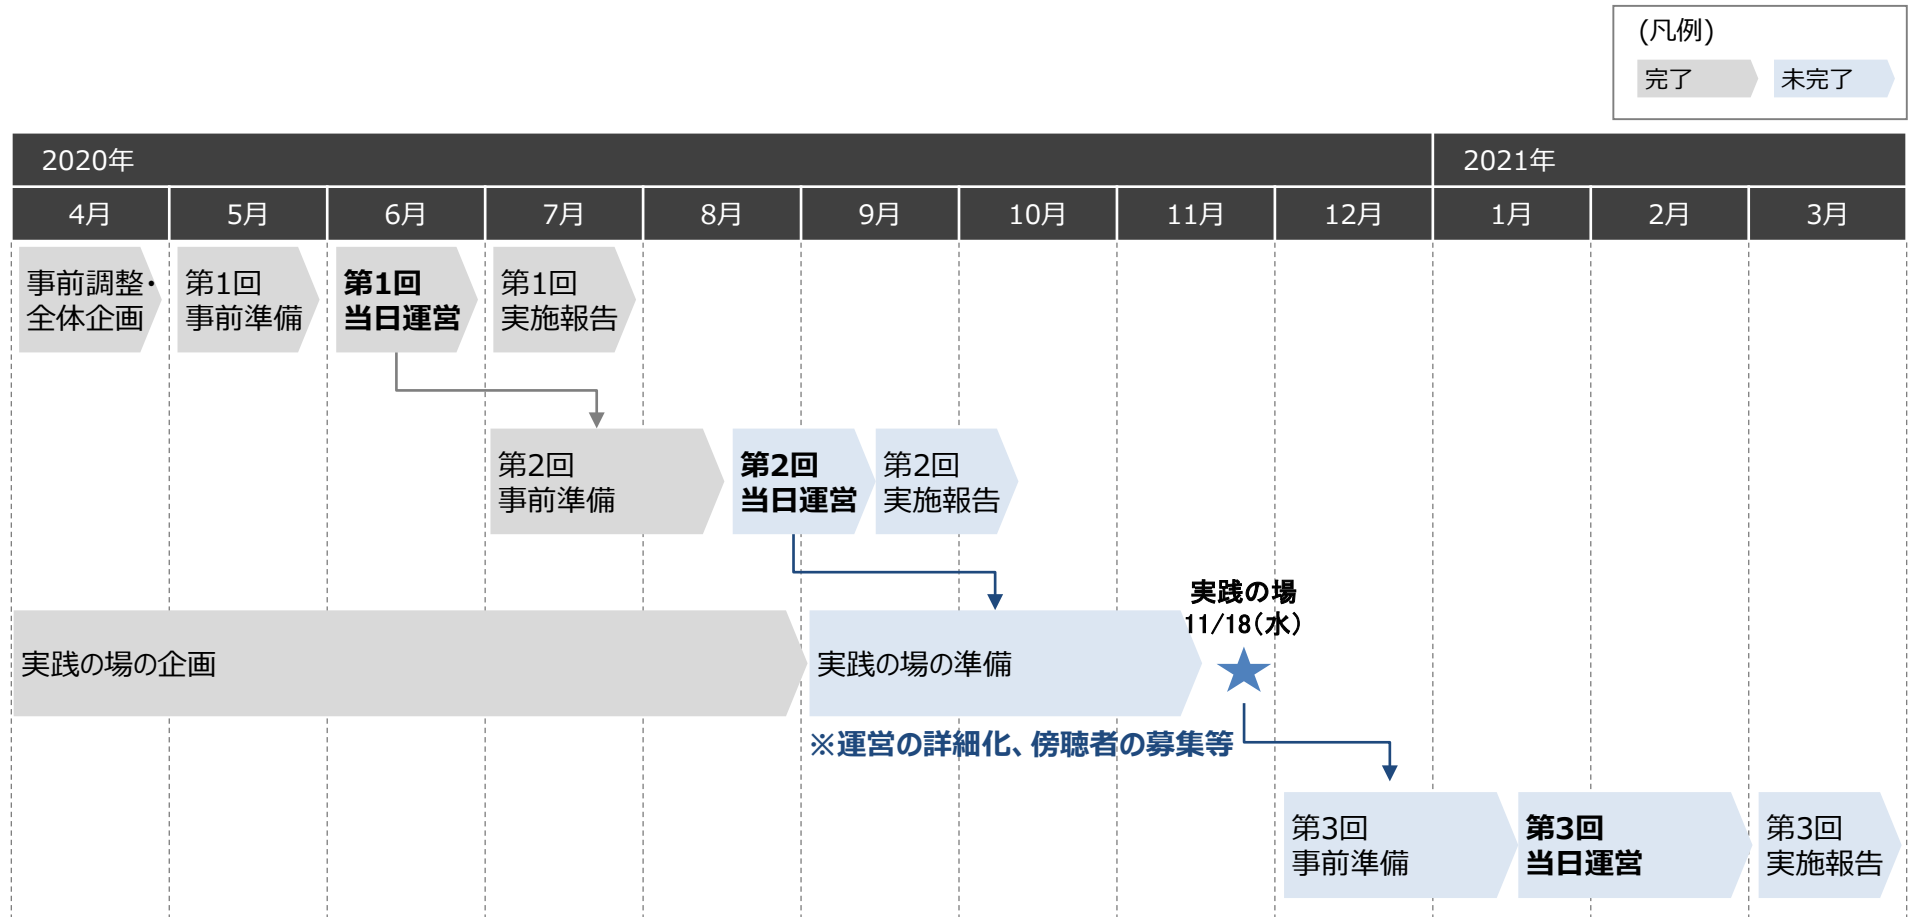 (凡例)
完了
未完了
2020年
2021年
4月
5月
6月
7月
8月
9月
10月
11月
12月
1月
2月
3月
事前調整・
全体企画
第1回
事前準備
第1回
当日運営
第1回
実施報告
第2回
事前準備
第2回
当日運営
第2回
実施報告
実践の場
11/18(水)
実践の場の企画
実践の場の準備
※運営の詳細化、傍聴者の募集等
第3回
事前準備
第3回
当日運営
第3回
実施報告